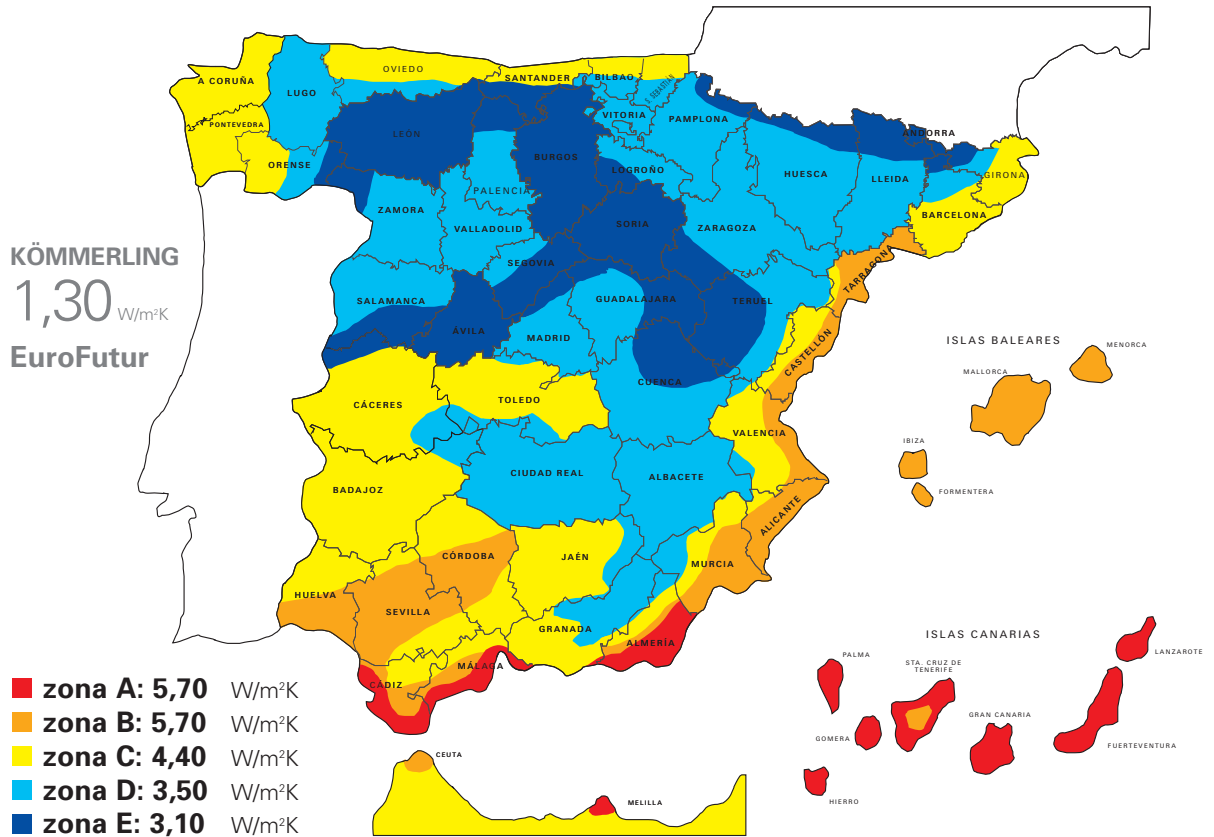 OVIEDO
SANTANDER
BILBAO
S. SEBASTIÁN
A CORUÑA
LUGO
PONTEVEDRA
ORENSE
LEÓN
BURGOS
VITORIA
PAMPLONA
LOGROÑO
ANDORRA
HUESCA
LLEIDA
GIRONA
BARCELONA
PALENCIA
ZAMORA
VALLADOLID
SORIA
ZARAGOZA
TARRAGONA
KÖMMERLING
1,30 W/m²K
EuroFutur
SEGOVIA
SALAMANCA
ÁVILA
GUADALAJARA
TERUEL
MADRID
CASTELLÓN
CUENCA
CÁCERES
TOLEDO
VALENCIA
ISLAS BALEARES
MENORCA
MALLORCA
IBIZA
FORMENTERA
BADAJOZ
CIUDAD REAL
ALBACETE
ALICANTE
CÓRDOBA
JAÉN
MURCIA
HUELVA
SEVILLA
GRANADA
ALMERÍA
MÁLAGA
CÁDIZ
ISLAS CANARIAS
PALMA
STA. CRUZ DE
TENERIFE
LANZAROTE
GRAN CANARIA
GOMERA
FUERTEVENTURA
HIERRO
CEUTA
MELILLA
zona A: 5,70 W/m²K
zona B: 5,70 W/m²K
zona C: 4,40 W/m²K
zona D: 3,50 W/m²K
zona E: 3,10 W/m²K